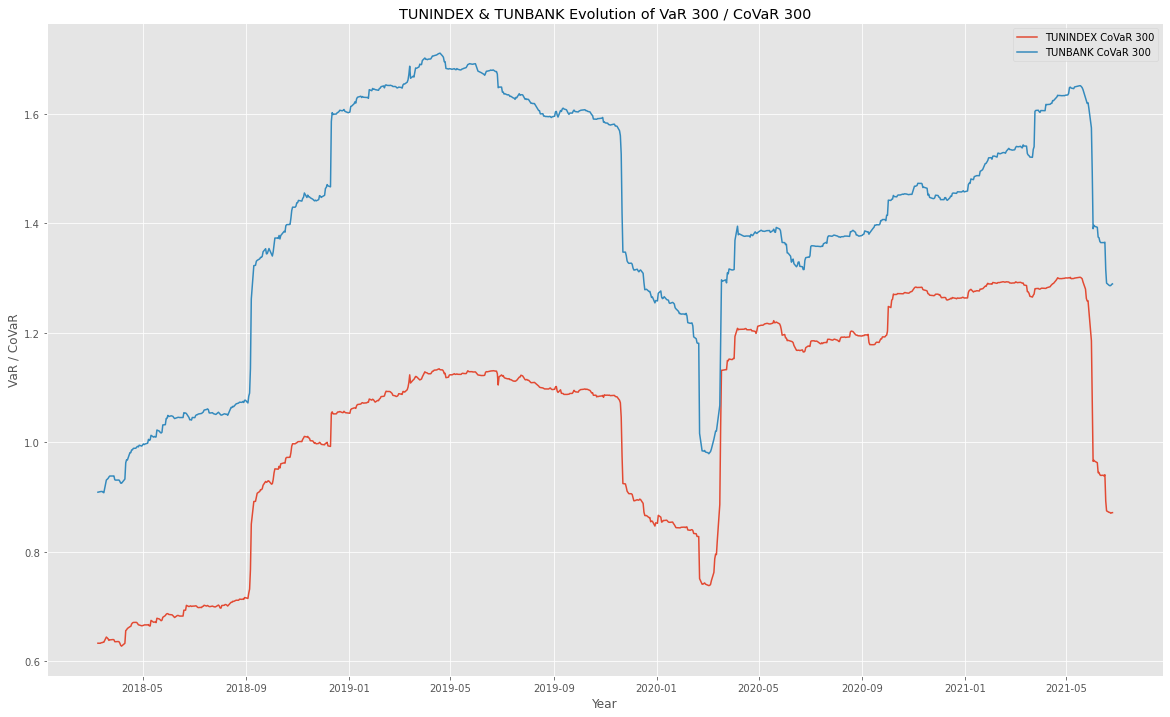 TUNINDEX & TUNBANK Evolution of VaR 300 / CoVaR 300
TUNINDEX CoVaR 300
TUNBANK CoVaR 300
VaR / CoVaR
1.6
1.4
1.2
1.0
0.8
0.6
2018-05 2018-09 2019-01 2019-05 2019-09 2020-01 2020-05 2020-09 2021-01 2021-05
Year